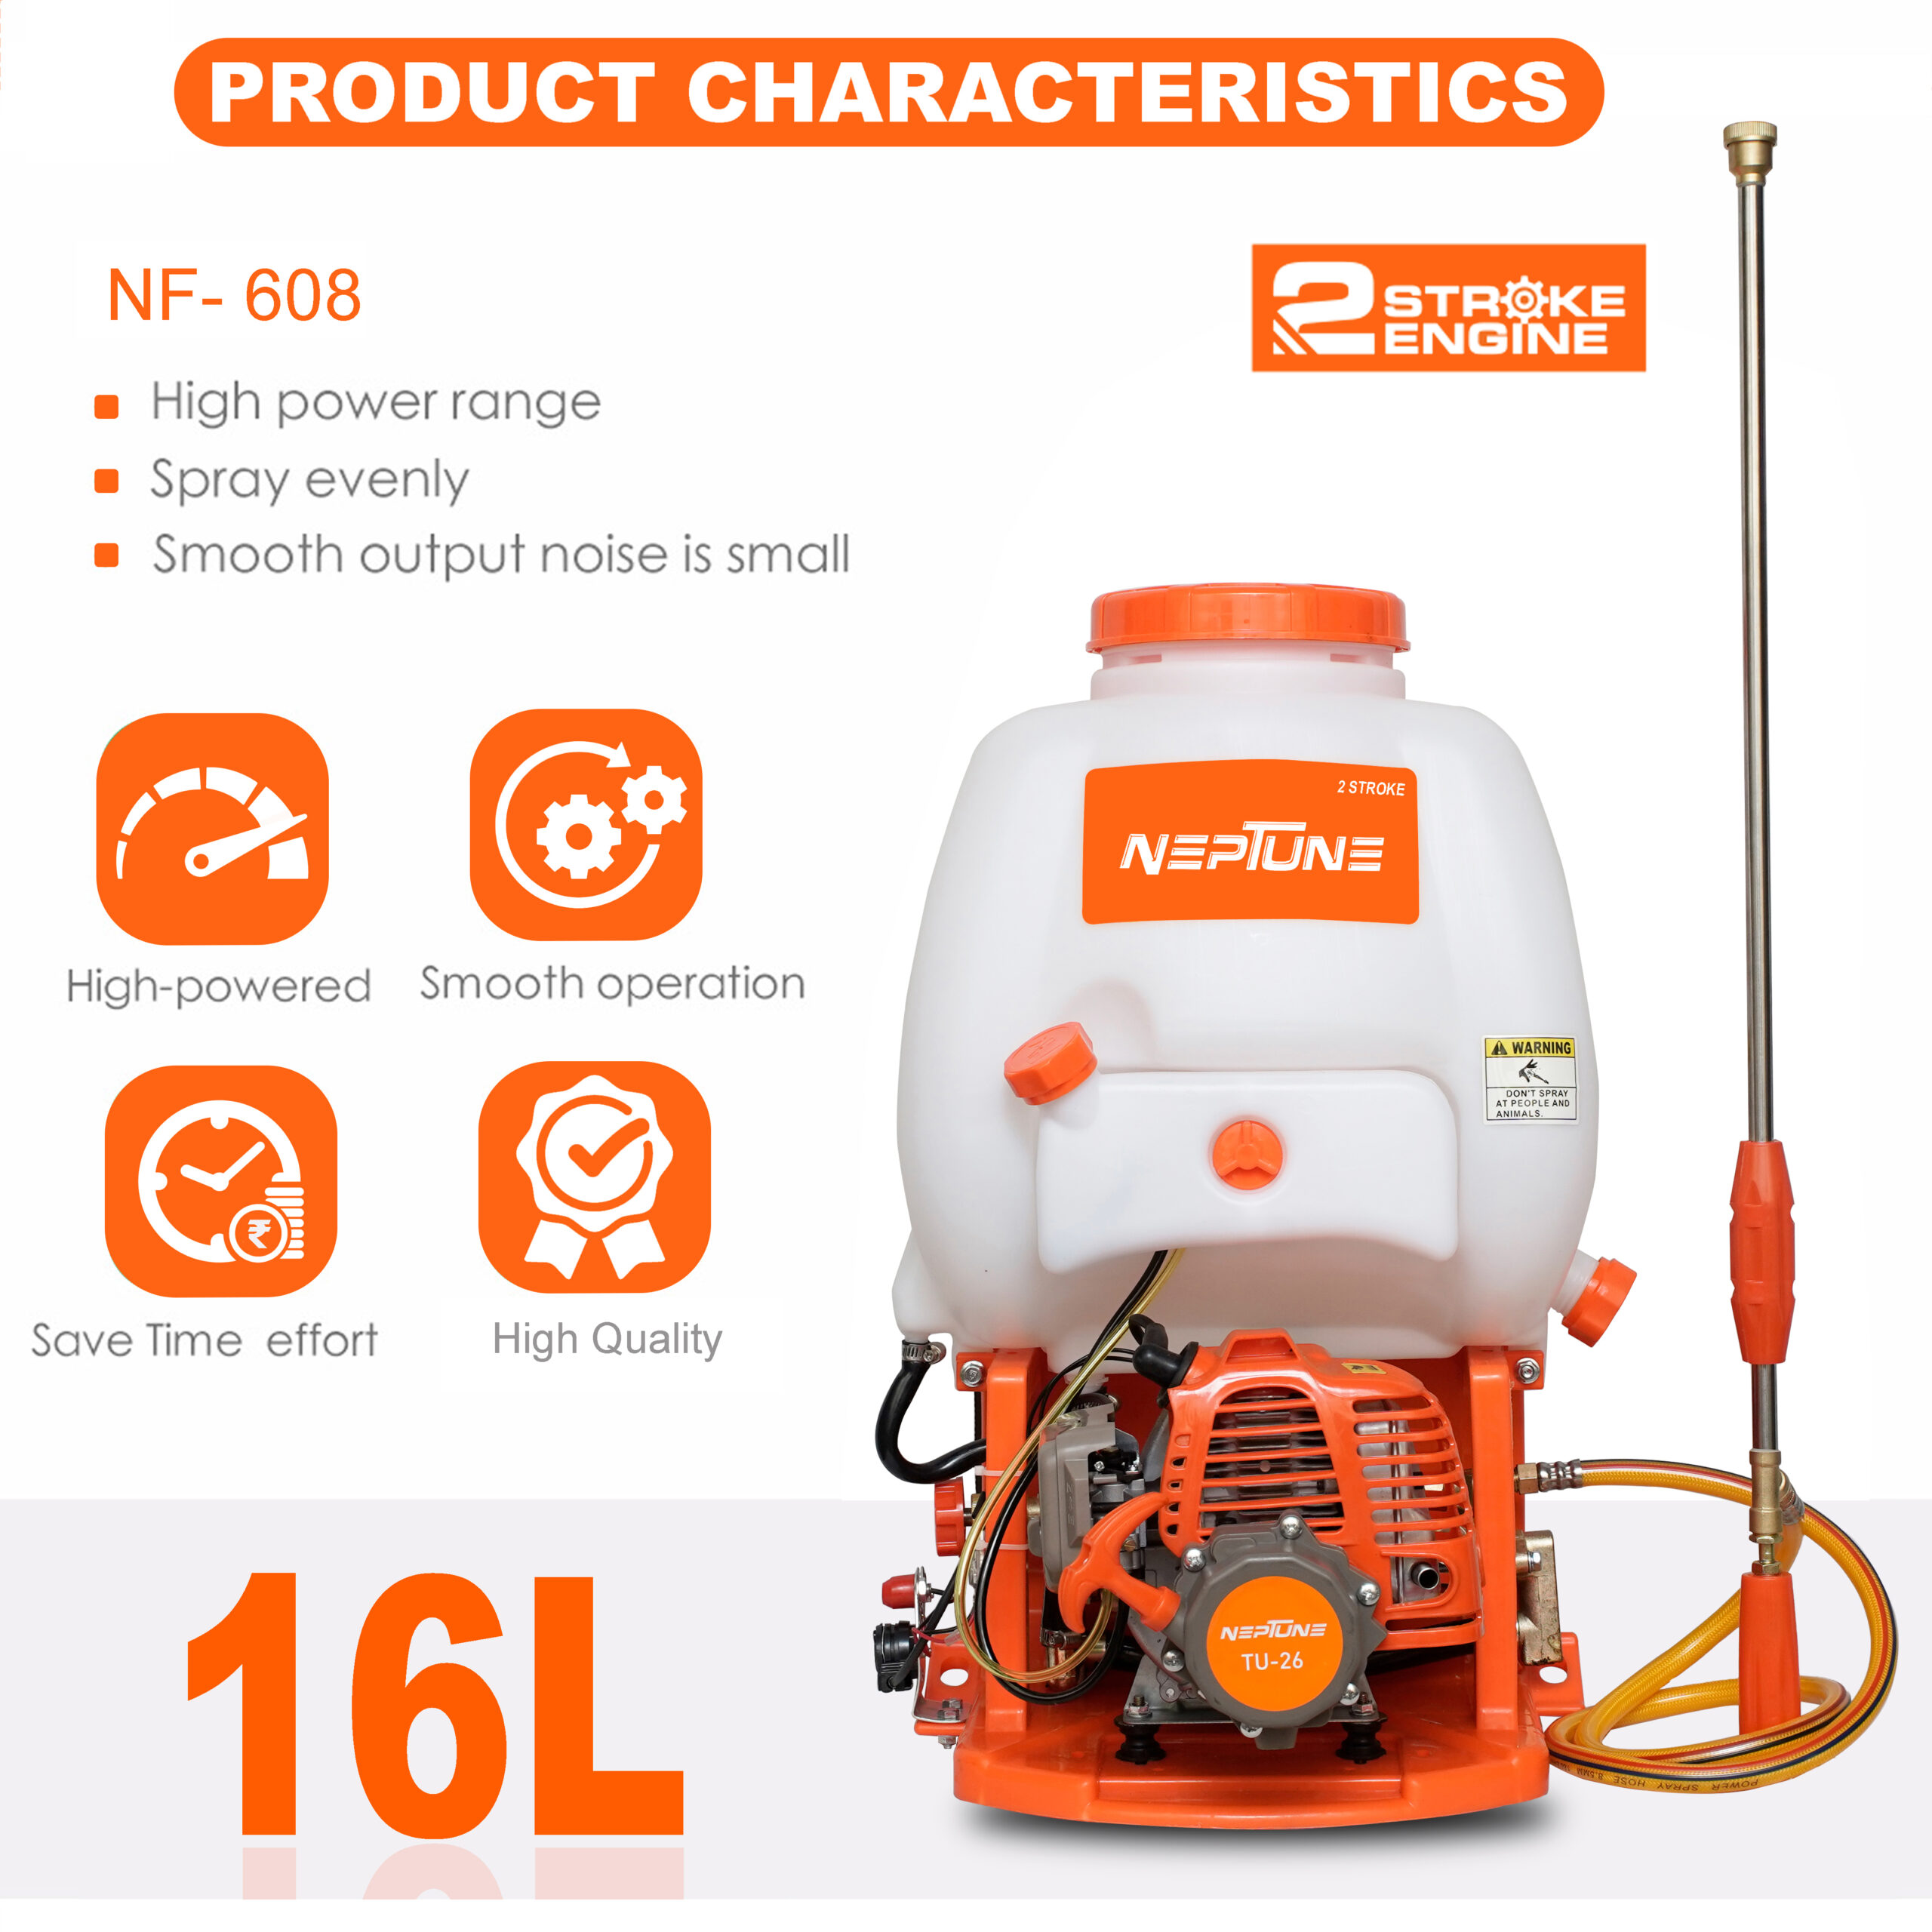 PRODUCT CHARACTERISTICS
NF- 608
2 STROKE
ENGINE
High power range
Spray evenly
Smooth output noise is small
2 STROKE
NEPTUNE
High-powered
Smooth operation
WARNING
DON'T SPRAY
AT PEOPLE AND
ANIMALS.
₹
Save Time effort
High Quality
NEPTUNE
TU-26
16L
POWER SPRAY HOSE 8.5MM